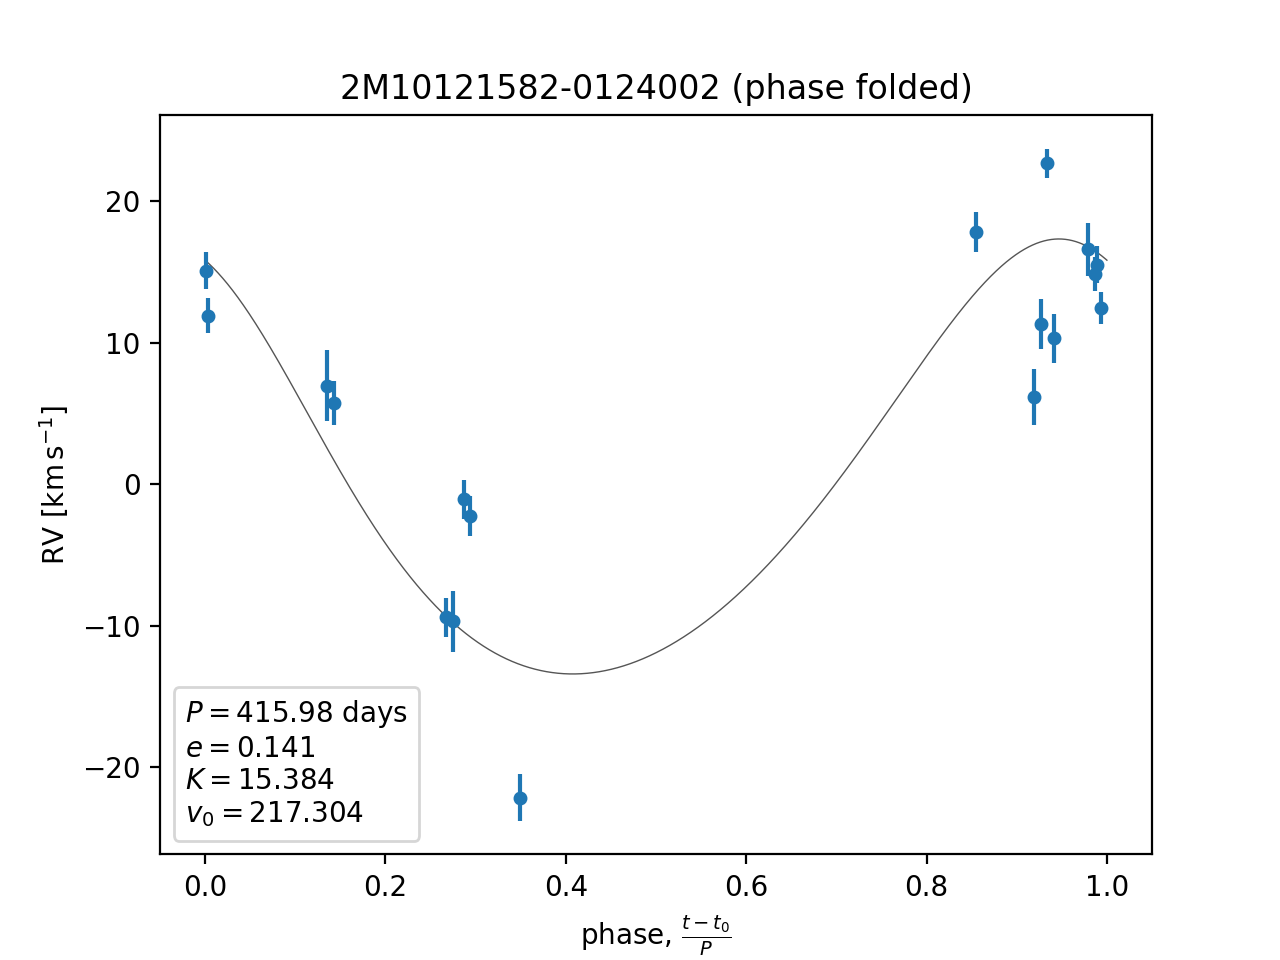 2M10121582-0124002 (phase folded)
RV [km s⁻¹]
20
10
0
−10
−20
P = 415.98 days
e = 0.141
K = 15.384
v₀ = 217.304
0.0 0.2 0.4 0.6 0.8 1.0
phase, (t − t₀)/P